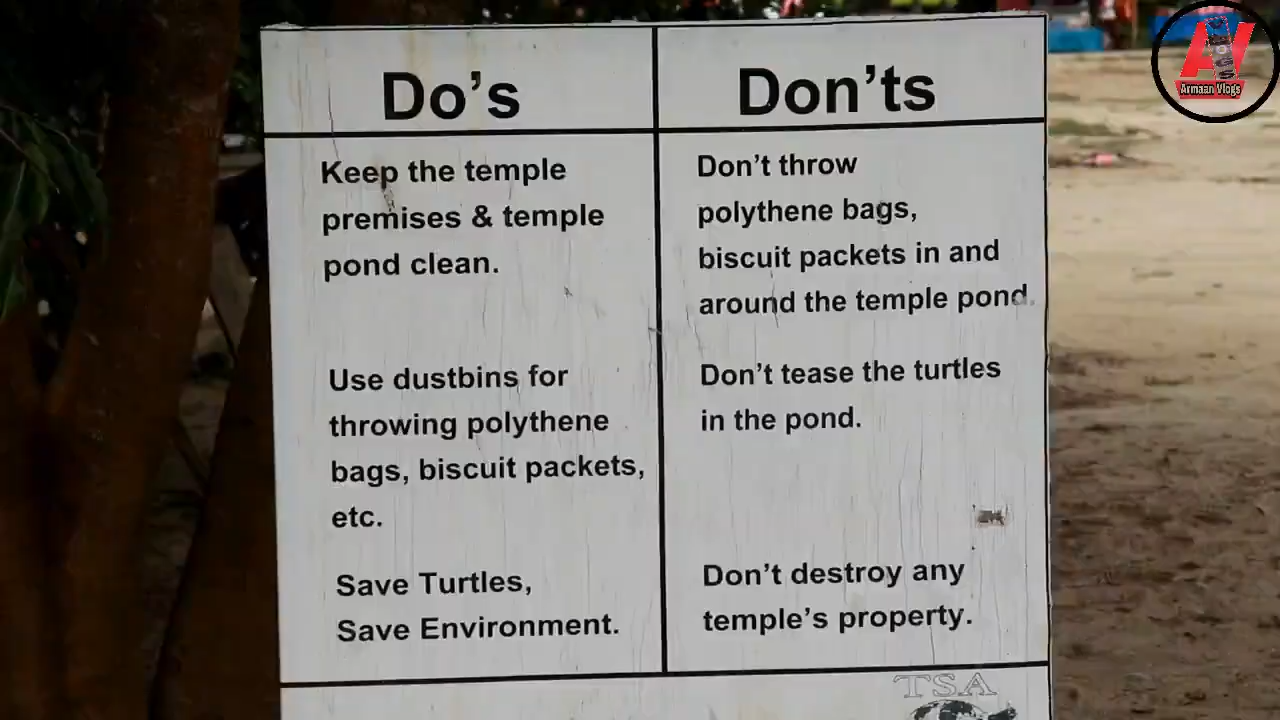 Do's
Don'ts
Keep the temple
premises & temple
pond clean.
Don't throw
polythene bags,
biscuit packets in and
around the temple pond.
Use dustbins for
throwing polythene
bags, biscuit packets,
etc.
Don't tease the turtles
in the pond.
Save Turtles,
Save Environment.
Don't destroy any
temple's property.
TSA
AV
VLOGS
Armaan Vlogs